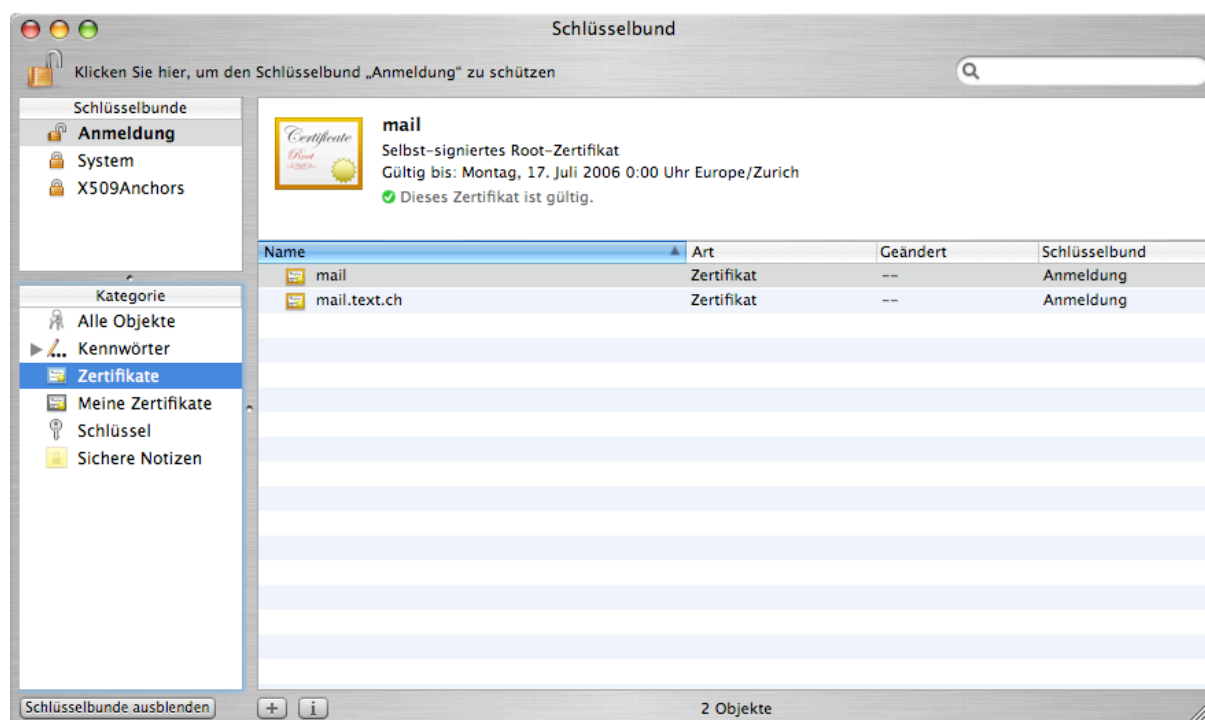 Schlüsselbund
Klicken Sie hier, um den Schlüsselbund „Anmeldung“ zu schützen
Schlüsselbunde
Anmeldung
System
X509Anchors
Certificate
Root
mail
Selbst-signiertes Root-Zertifikat
Gültig bis: Montag, 17. Juli 2006 0:00 Uhr Europe/Zurich
Dieses Zertifikat ist gültig.
Name Art Geändert Schlüsselbund
mail Zertifikat -- Anmeldung
mail.text.ch Zertifikat -- Anmeldung
Kategorie
Alle Objekte
Kennwörter
Zertifikate
Meine Zertifikate
Schlüssel
Sichere Notizen
Schlüsselbunde ausblenden
+ i
2 Objekte